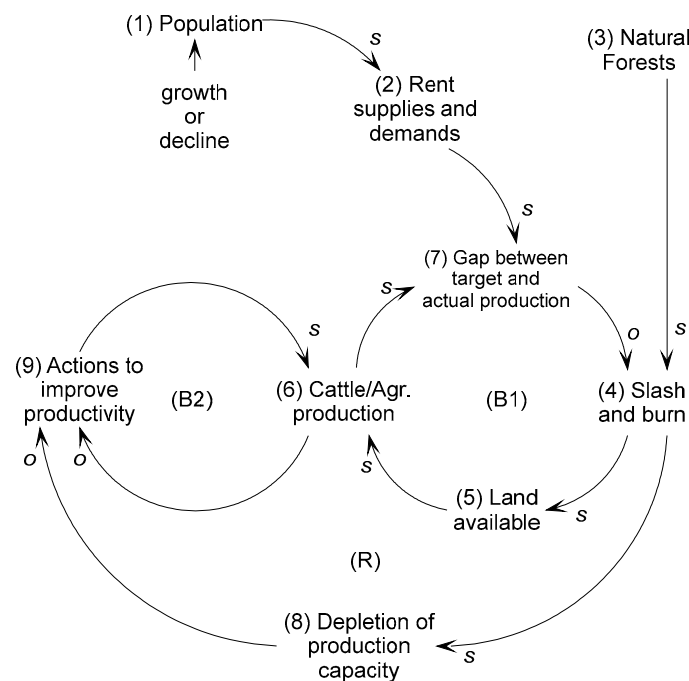 (1) Population
s
growth
or
decline
(2) Rent
supplies and
demands
(3) Natural
Forests
s
(7) Gap between
target and
actual production
s
o
s
s
(9) Actions to
improve
productivity
(B2)
(6) Cattle/Agr.
production
(B1)
(4) Slash
and burn
o
o
s
(5) Land
available
s
(R)
(8) Depletion of
production
capacity
s